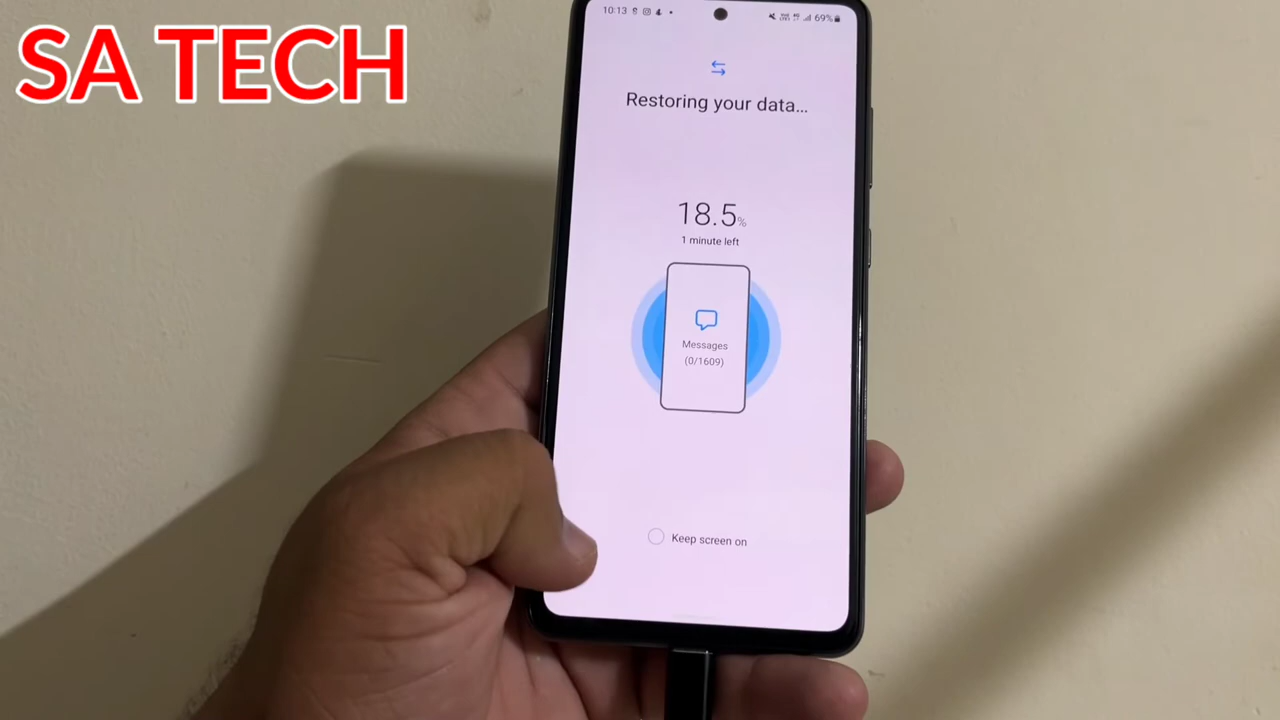 SA TECH
10:13
69%
Restoring your data...
18.5%
1 minute left
Messages
(0/1609)
Keep screen on